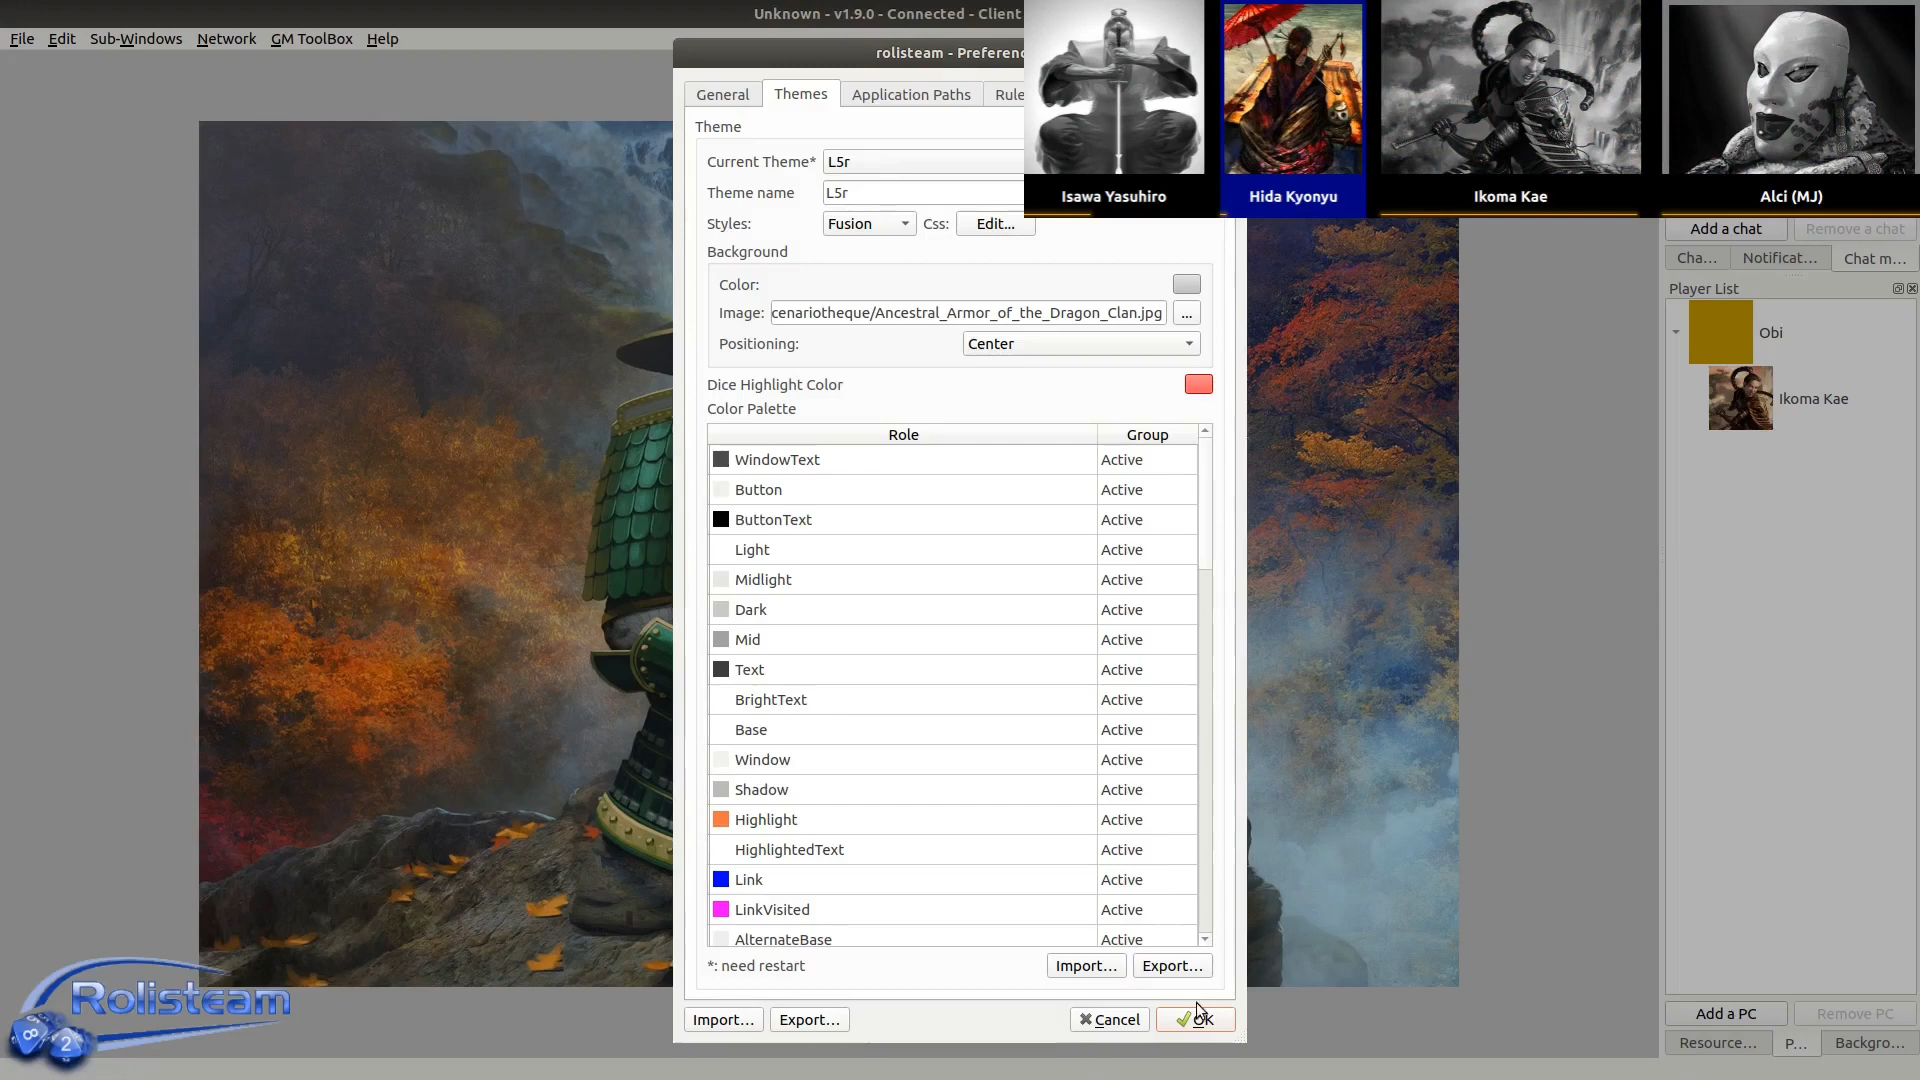 Unknown - v1.9.0 - Connected - Client
File Edit Sub-Windows Network GM ToolBox Help
rolisteam - Preferenc
General Themes Application Paths Rule
Theme
Current Theme* L5r
Theme name L5r
Styles: Fusion Css: Edit...
Background
Color:
Image: cenariotheque/Ancestral_Armor_of_the_Dragon_Clan.jpg ...
Positioning: Center
Dice Highlight Color
Color Palette
Role Group
WindowText Active
Button Active
ButtonText Active
Light Active
Midlight Active
Dark Active
Mid Active
Text Active
BrightText Active
Base Active
Window Active
Shadow Active
Highlight Active
HighlightedText Active
Link Active
LinkVisited Active
AlternateBase Active
*: need restart Import... Export...
Import... Export... Cancel OK
Isawa Yasuhiro
Hida Kyonyu
Ikoma Kae
Alci (MJ)
Add a chat Remove a chat
Cha... Notificat... Chat m...
Player List
Obi
Ikoma Kae
Add a PC Remove PC
Resource... P... Backgro...
Rolisteam
8
2